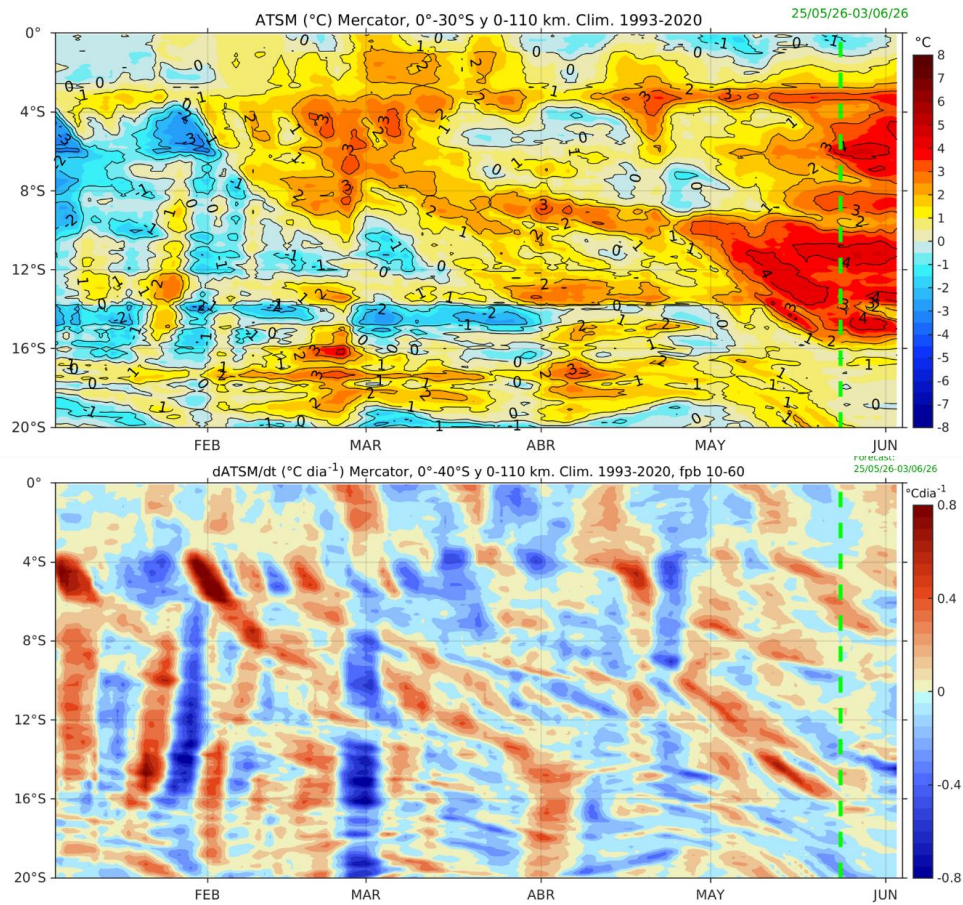 ATSM (°C) Mercator, 0°-30°S y 0-110 km. Clim. 1993-2020
25/05/26-03/06/26
°C
0°
4°S
8°S
12°S
16°S
20°S
FEB
MAR
ABR
MAY
JUN
8
7
6
5
4
3
2
1
0
-1
-2
-3
-4
-5
-6
-7
-8
dATSM/dt (°C dia⁻¹) Mercator, 0°-40°S y 0-110 km. Clim. 1993-2020, fpb 10-60
Forecast:
25/05/26-03/06/26
°Cdia⁻¹
0°
4°S
8°S
12°S
16°S
20°S
FEB
MAR
ABR
MAY
JUN
0.8
0.4
0
-0.4
-0.8